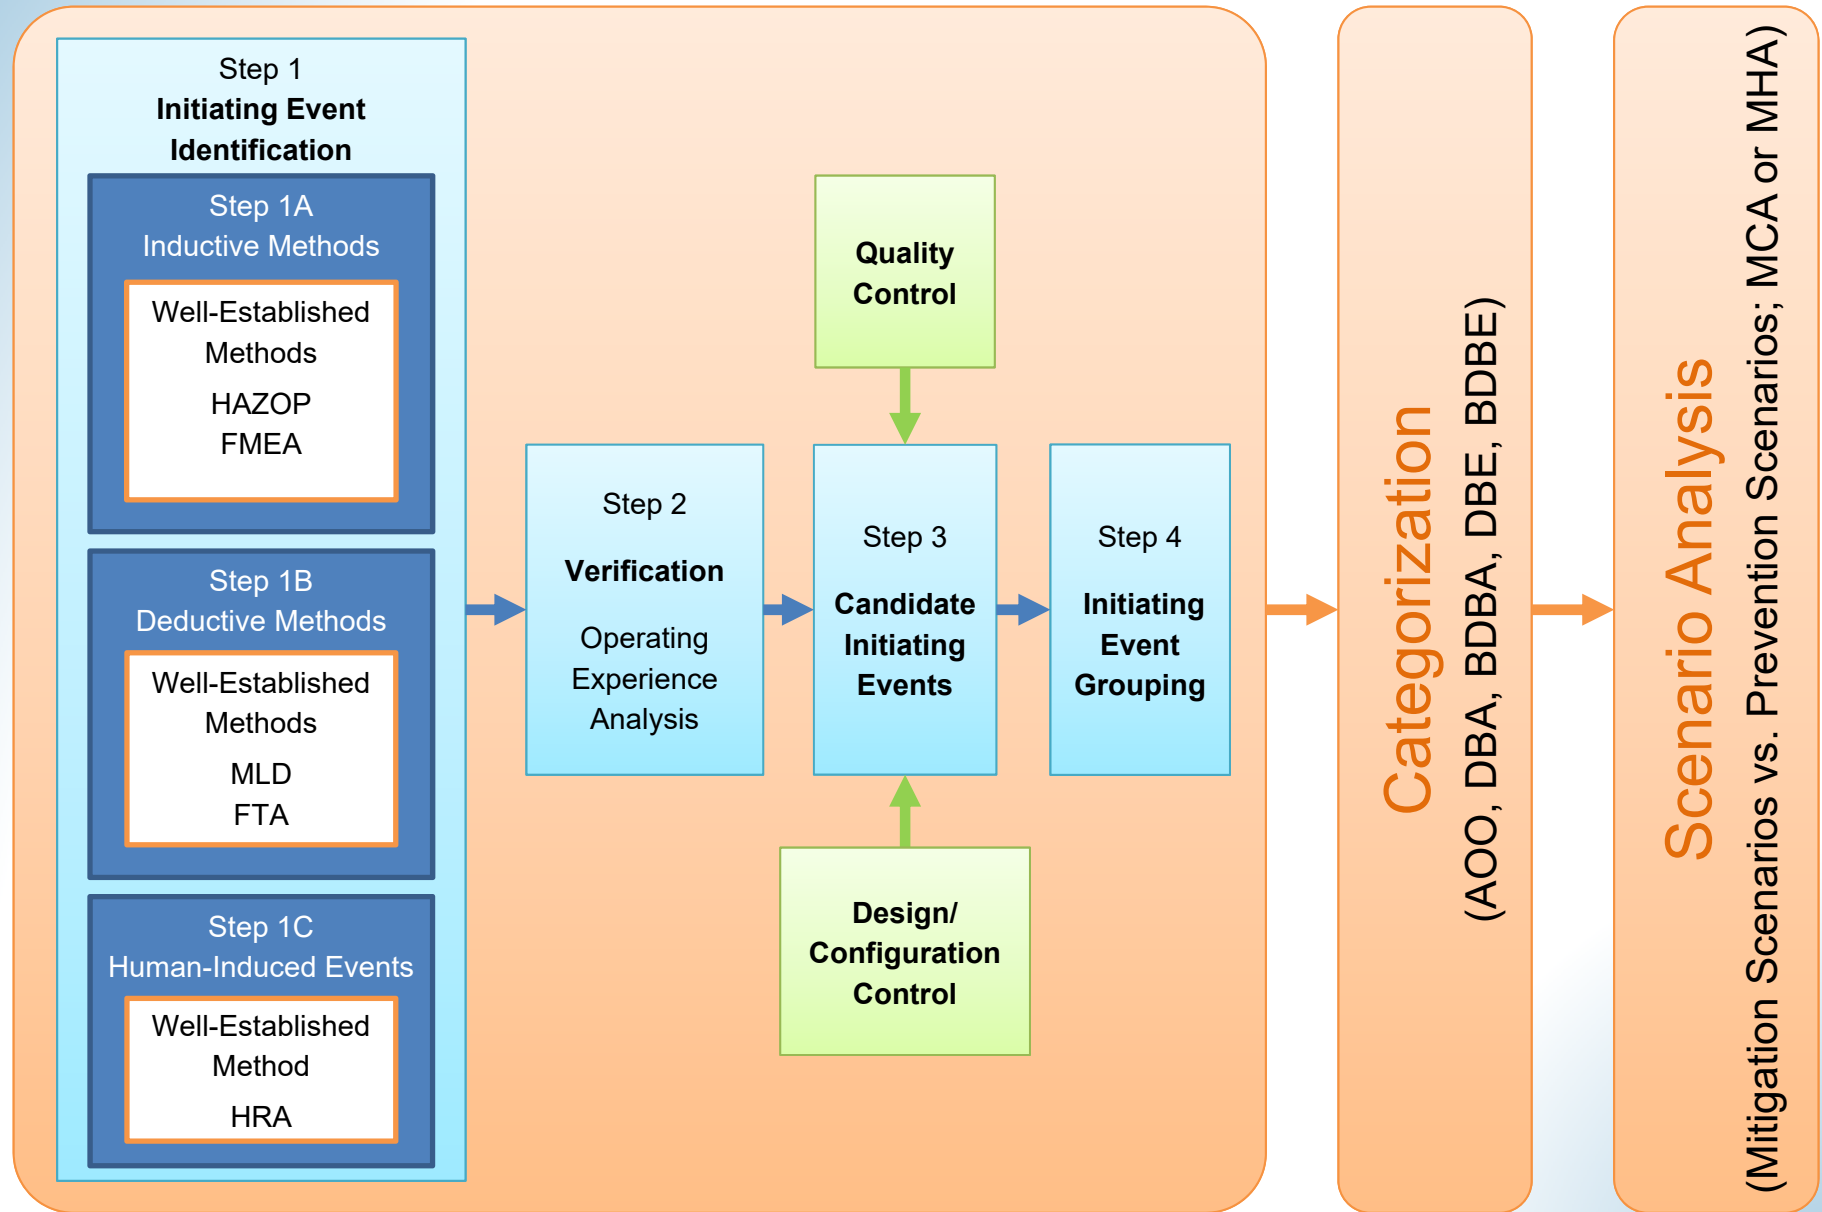 Step 1
Initiating Event
Identification
Step 1A
Inductive Methods
Well-Established
Methods
HAZOP
FMEA
Step 1B
Deductive Methods
Well-Established
Methods
MLD
FTA
Step 1C
Human-Induced Events
Well-Established
Method
HRA
Step 2
Verification
Operating
Experience
Analysis
Quality
Control
Step 3
Candidate
Initiating
Events
Design/
Configuration
Control
Step 4
Initiating
Event
Grouping
Categorization
(AOO, DBA, BDBA, DBE, BDBE)
Scenario Analysis
(Mitigation Scenarios vs. Prevention Scenarios; MCA or MHA)